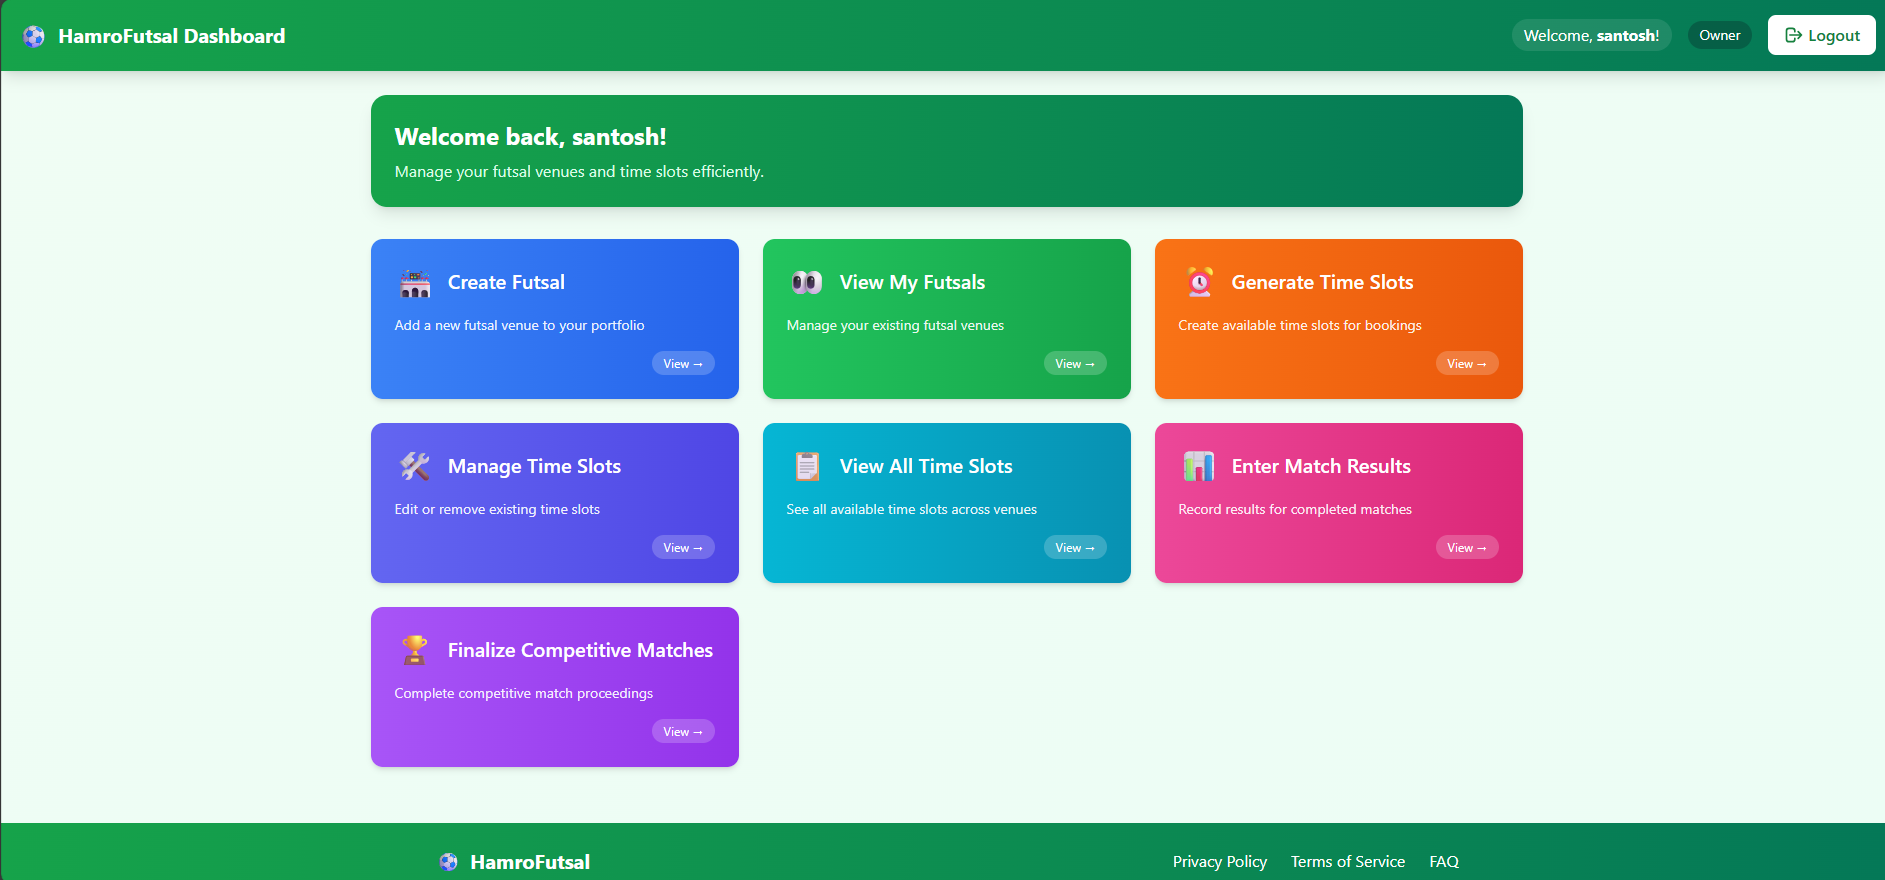 HamroFutsal Dashboard
Welcome, santosh!
Owner
Logout
Welcome back, santosh!
Manage your futsal venues and time slots efficiently.
Create Futsal
Add a new futsal venue to your portfolio
View →
View My Futsals
Manage your existing futsal venues
View →
Generate Time Slots
Create available time slots for bookings
View →
Manage Time Slots
Edit or remove existing time slots
View →
View All Time Slots
See all available time slots across venues
View →
Enter Match Results
Record results for completed matches
View →
Finalize Competitive Matches
Complete competitive match proceedings
View →
HamroFutsal
Privacy Policy
Terms of Service
FAQ